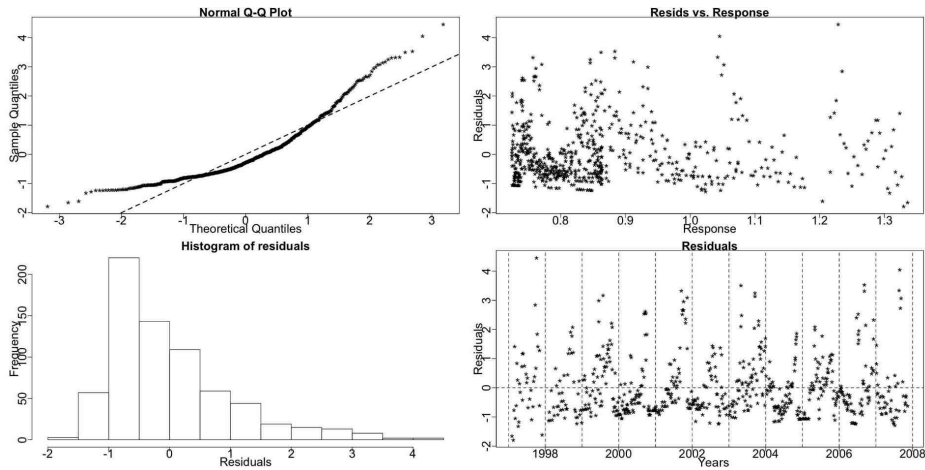 Normal Q-Q Plot
Sample Quantiles
4
3
2
1
0
-1
-2
-3 -2 -1 0 1 2 3
Theoretical Quantiles
Resids vs. Response
Residuals
4
3
2
1
0
-1
-2
0.8 0.9 1.0 1.1 1.2 1.3
Response
Histogram of residuals
Frequency
200
150
100
50
0
-2 -1 0 1 2 3 4
Residuals
Residuals
Residuals
4
3
2
1
0
-1
-2
1998 2000 2002 2004 2006 2008
Years